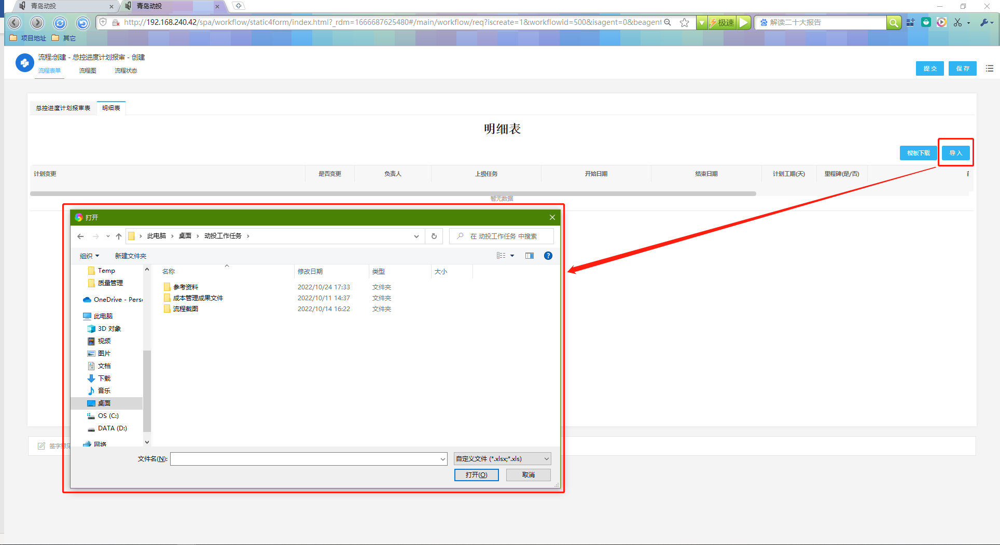 青岛动投
青岛动投
http://192.168.240.42/spa/workflow/static4form/index.html?_rdm=1666687625480#/main/workflow/req?iscreate=1&workflowid=500&isagent=0&beagent
极速
解读二十大报告
项目地址
其它
流程:创建 - 总控进度计划报审 - 创建
流程表单
流程图
流程状态
提交
保存
总控进度计划报审表
明细表
明细表
模板下载
导入
计划变更
是否变更
负责人
上级任务
开始日期
结束日期
计划工期(天)
里程碑(是/否)
暂无数据
打开
此电脑 › 桌面 › 动投工作任务 ›
在 动投工作任务 中搜索
组织
新建文件夹
名称
修改日期
类型
大小
参考资料 2022/10/24 17:33 文件夹
成本管理成果文件 2022/10/11 14:37 文件夹
流程截图 2022/10/14 16:22 文件夹
Temp
质量管理
OneDrive - Pers
此电脑
3D 对象
视频
图片
文档
下载
音乐
桌面
OS (C:)
DATA (D:)
网络
签字意见
文件名(N):
自定义文件 (*.xlsx;*.xls)
打开(O)
取消